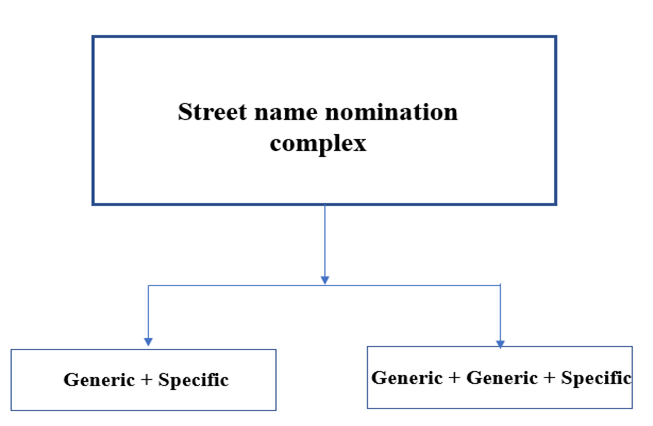 Street name nomination
complex
Generic + Specific
Generic + Generic + Specific